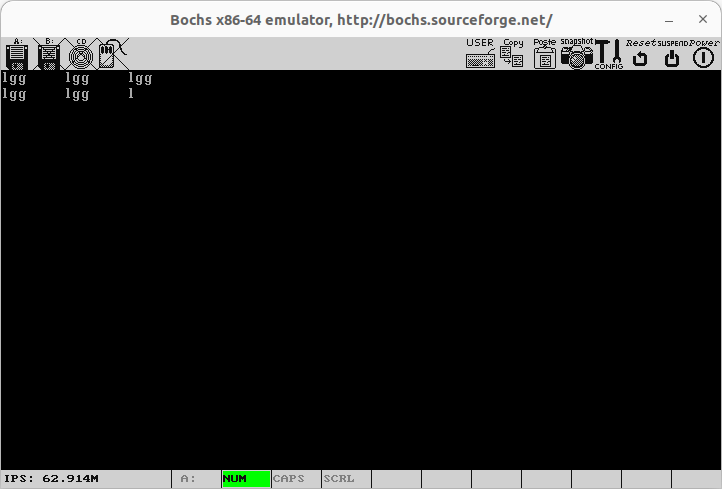 Bochs x86-64 emulator, http://bochs.sourceforge.net/
A: B: CD USER Copy Paste snapshot CONFIG Reset SUSPEND Power
lgg lgg lgg
lgg lgg l
IPS: 62.914M A: NUM CAPS SCRL